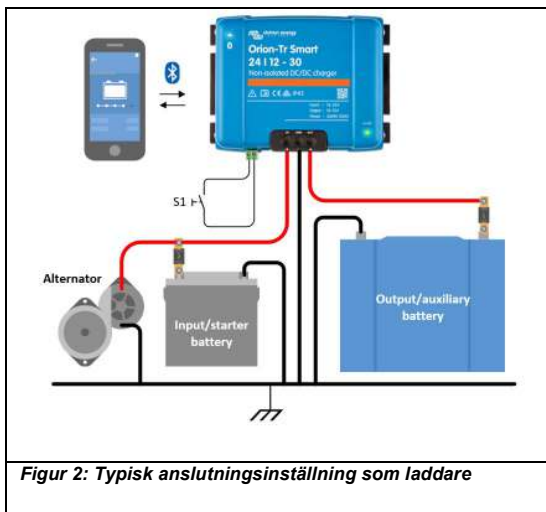 Orion-Tr Smart
24 | 12 - 30
Non-isolated DC/DC charger
IP43
S1
Alternator
Input/starter
battery
Output/auxiliary
battery
Figur 2: Typisk anslutningsinställning som laddare